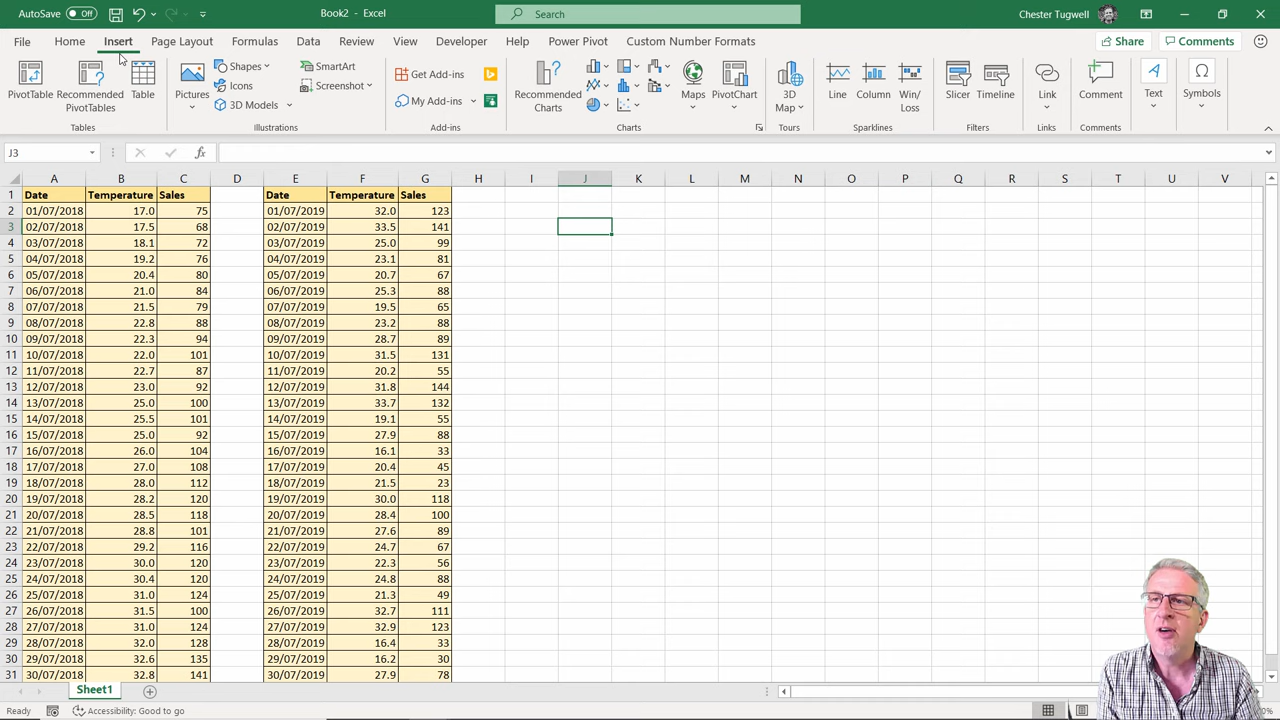 AutoSave Off Book2 - Excel Search Chester Tugwell
File Home Insert Page Layout Formulas Data Review View Developer Help Power Pivot Custom Number Formats Share Comments
PivotTable Recommended PivotTables Table Pictures Shapes Icons 3D Models SmartArt Screenshot Get Add-ins My Add-ins Recommended Charts Maps PivotChart 3D Map Line Column Win/Loss Slicer Timeline Link Comment Text Symbols
Tables Illustrations Add-ins Charts Tours Sparklines Filters Links Comments
J3 fx
A B C D E F G H I J K L M N O P Q R S T U V
1 Date Temperature Sales Date Temperature Sales
2 01/07/2018 17.0 75 01/07/2019 32.0 123
3 02/07/2018 17.5 68 02/07/2019 33.5 141
4 03/07/2018 18.1 72 03/07/2019 25.0 99
5 04/07/2018 19.2 76 04/07/2019 23.1 81
6 05/07/2018 20.4 80 05/07/2019 20.7 67
7 06/07/2018 21.0 84 06/07/2019 25.3 88
8 07/07/2018 21.5 79 07/07/2019 19.5 65
9 08/07/2018 22.8 88 08/07/2019 23.2 88
10 09/07/2018 22.3 94 09/07/2019 28.7 89
11 10/07/2018 22.0 101 10/07/2019 31.5 131
12 11/07/2018 22.7 87 11/07/2019 20.2 55
13 12/07/2018 23.0 92 12/07/2019 31.8 144
14 13/07/2018 25.0 100 13/07/2019 33.7 132
15 14/07/2018 25.5 101 14/07/2019 19.1 55
16 15/07/2018 25.0 92 15/07/2019 27.9 88
17 16/07/2018 26.0 104 16/07/2019 16.1 33
18 17/07/2018 27.0 108 17/07/2019 20.4 45
19 18/07/2018 28.0 112 18/07/2019 21.5 23
20 19/07/2018 28.2 120 19/07/2019 30.0 118
21 20/07/2018 28.5 118 20/07/2019 28.4 100
22 21/07/2018 28.8 101 21/07/2019 27.6 89
23 22/07/2018 29.2 116 22/07/2019 24.7 67
24 23/07/2018 30.0 120 23/07/2019 22.3 56
25 24/07/2018 30.4 120 24/07/2019 24.8 88
26 25/07/2018 31.0 124 25/07/2019 21.3 49
27 26/07/2018 31.5 100 26/07/2019 32.7 111
28 27/07/2018 31.0 124 27/07/2019 32.9 123
29 28/07/2018 32.0 128 28/07/2019 16.4 33
30 29/07/2018 32.6 135 29/07/2019 16.2 30
31 30/07/2018 32.8 141 30/07/2019 27.9 78
Sheet1
Ready Accessibility: Good to go